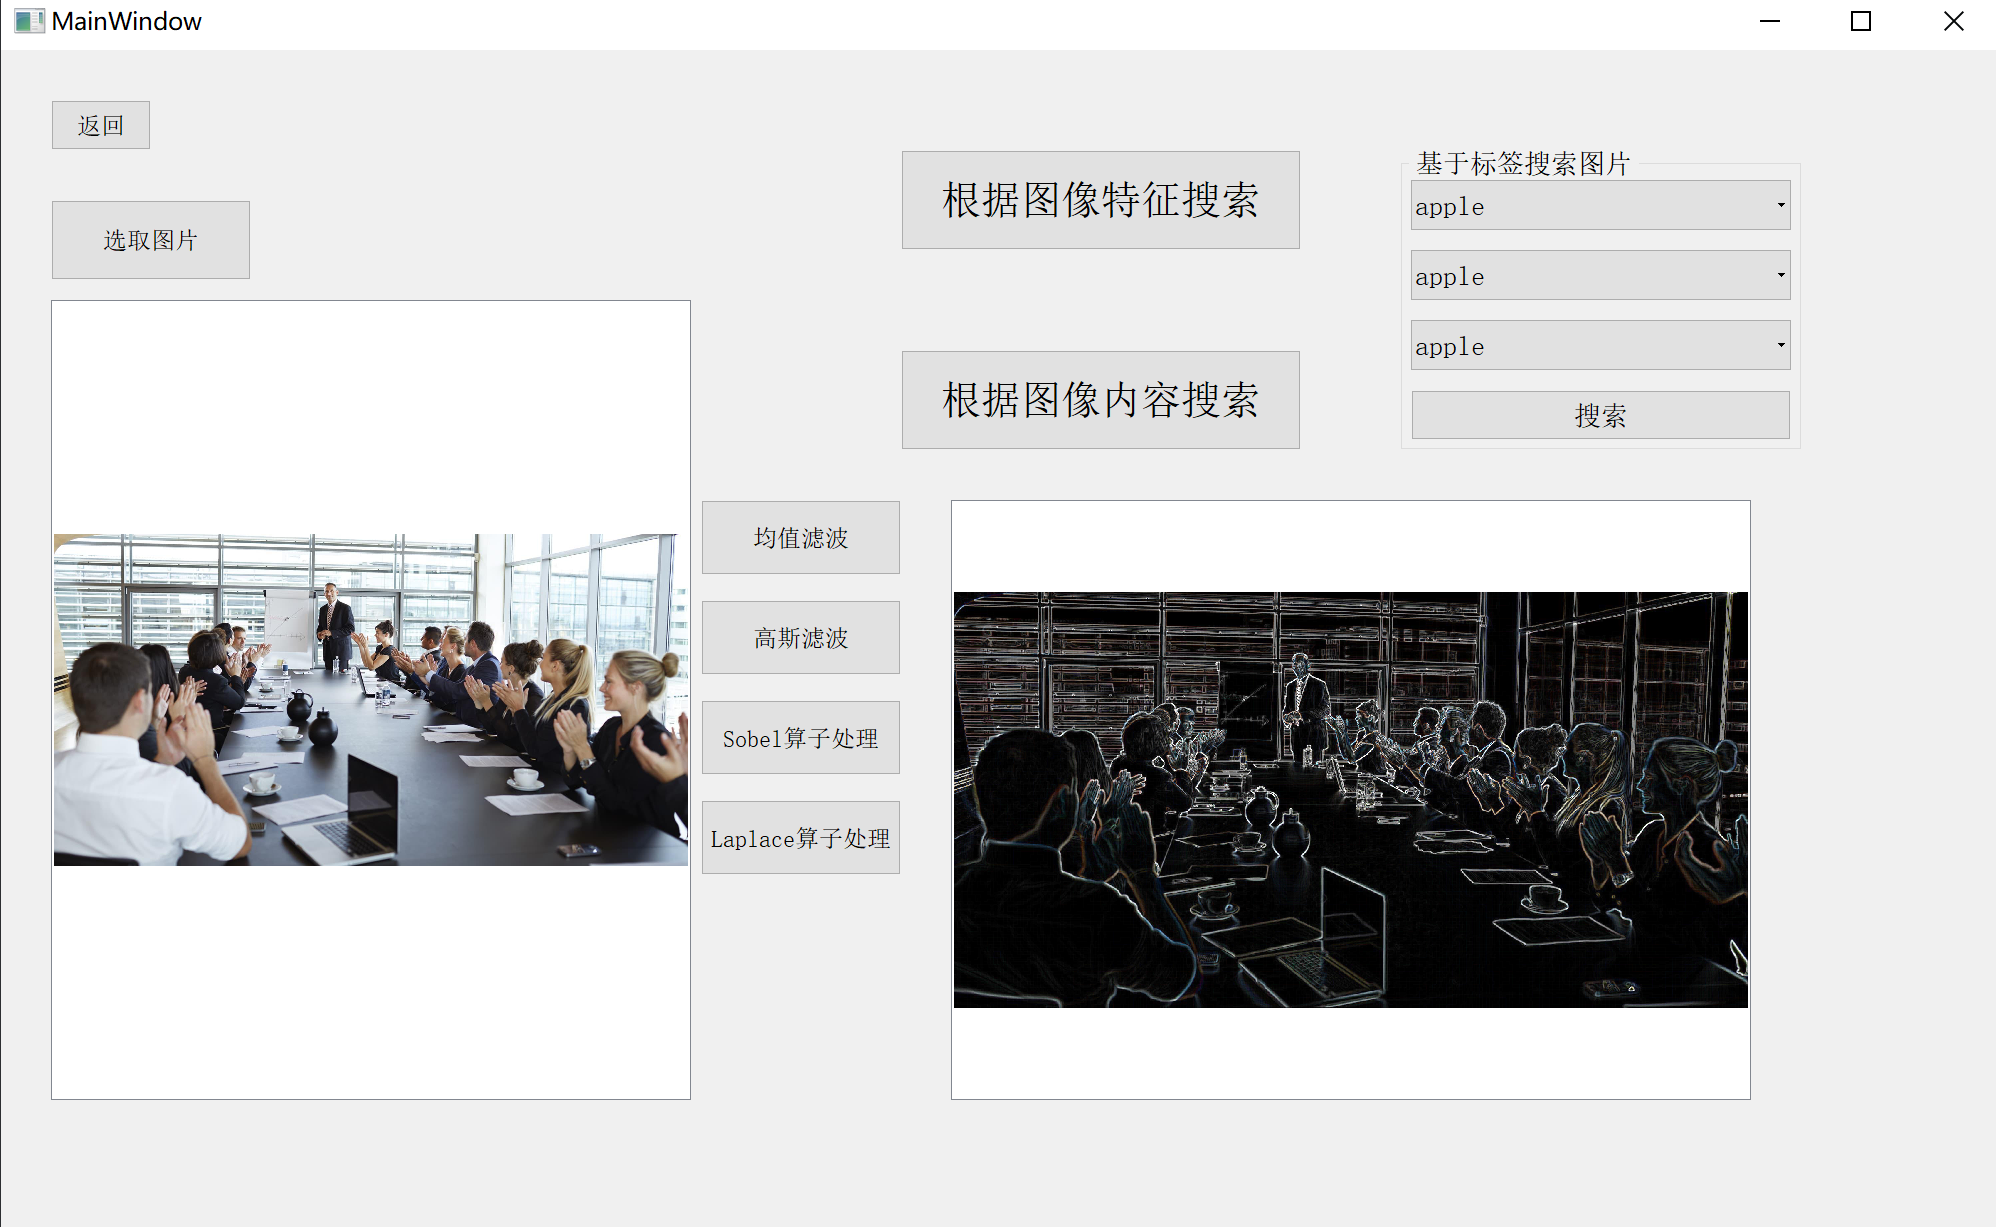 MainWindow
返回
选取图片
根据图像特征搜索
根据图像内容搜索
基于标签搜索图片
apple
apple
apple
搜索
均值滤波
高斯滤波
Sobel算子处理
Laplace算子处理